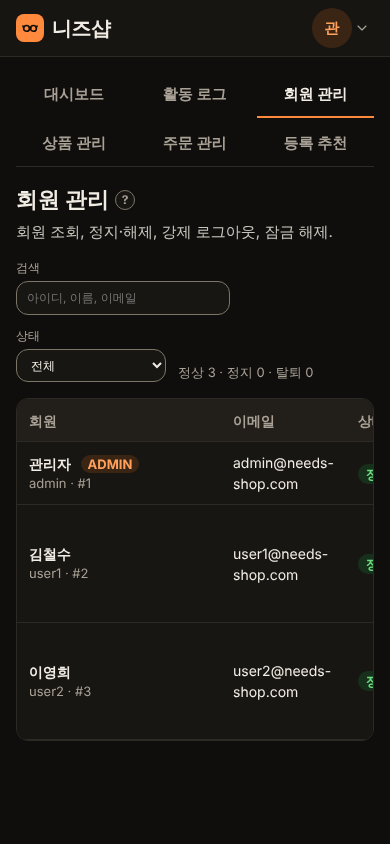 니즈샵
관
대시보드 활동 로그 회원 관리
상품 관리 주문 관리 등록 추천
회원 관리 ?
회원 조회, 정지·해제, 강제 로그아웃, 잠금 해제.
검색
아이디, 이름, 이메일
상태
전체
정상 3 · 정지 0 · 탈퇴 0
회원 이메일
관리자 ADMIN
admin · #1
admin@needs-
shop.com
김철수
user1 · #2
user1@needs-
shop.com
이영희
user2 · #3
user2@needs-
shop.com